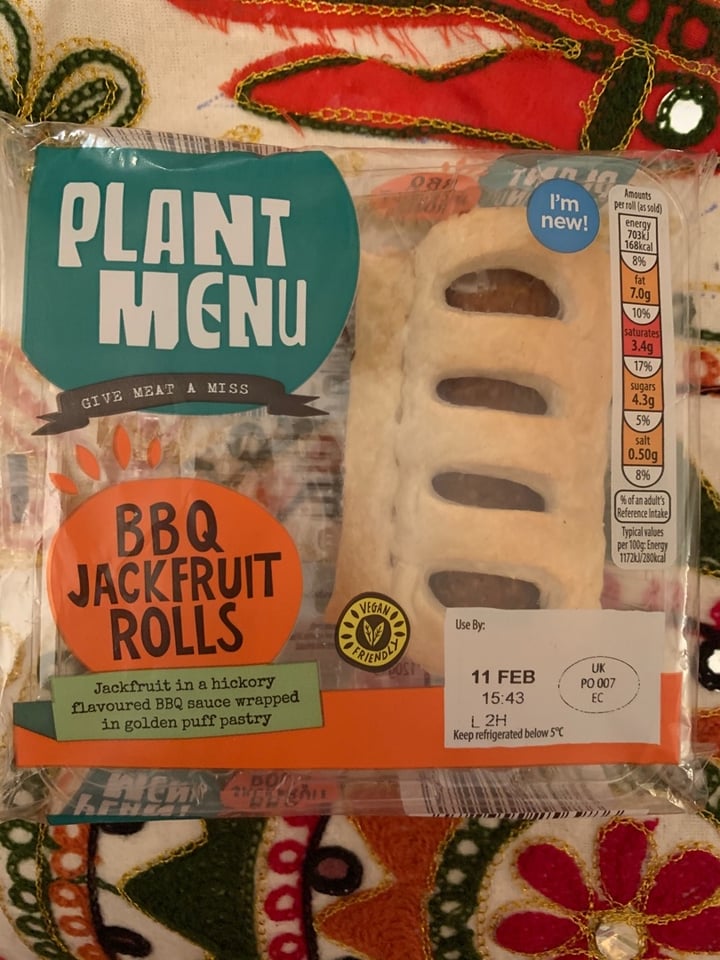 PLANT
MENU
GIVE MEAT A MISS
BBQ
JACKFRUIT
ROLLS
Jackfruit in a hickory
flavoured BBQ sauce wrapped
in golden puff pastry
VEGAN
FRIENDLY
I'm
new!
Amounts
per roll (as sold)
energy
703kJ
168kcal
8%
fat
7.0g
10%
saturates
3.4g
17%
sugars
4.3g
5%
salt
0.50g
8%
% of an adult's
Reference Intake
Typical values
per 100g: Energy
1172kJ/280kcal
Use By:
11 FEB
15:43
L 2H
Keep refrigerated below 5°C
UK
PO 007
EC